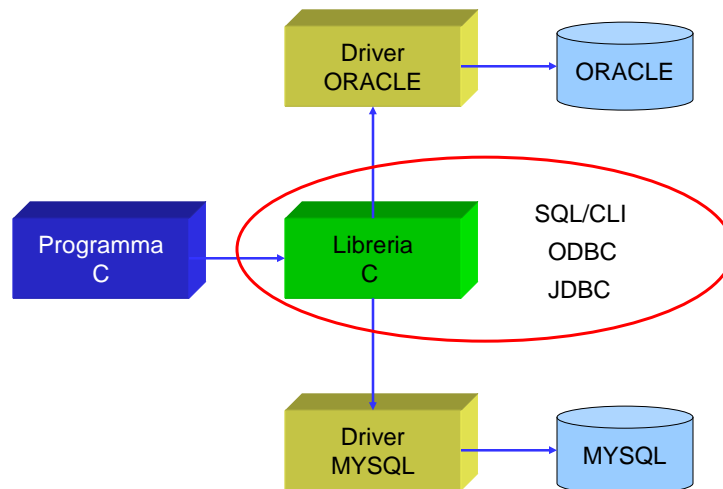 Driver
ORACLE
ORACLE
Programma
C
Libreria
C
SQL/CLI
ODBC
JDBC
Driver
MYSQL
MYSQL